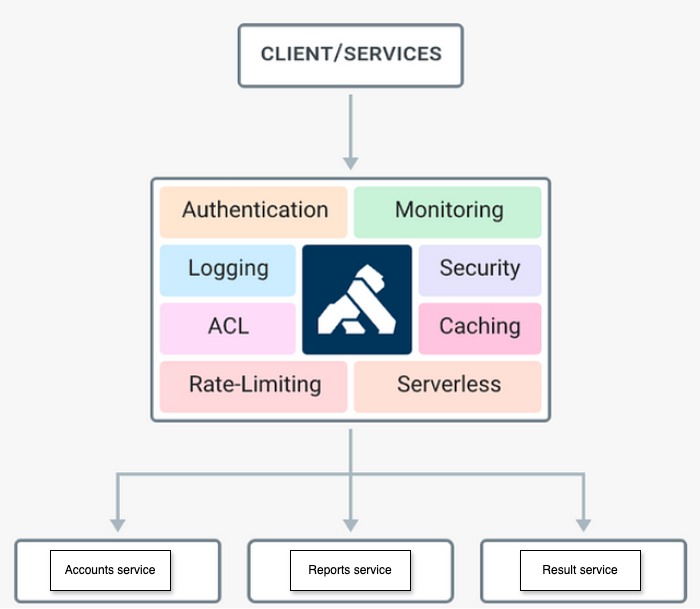 CLIENT/SERVICES
Authentication
Monitoring
Logging
Security
ACL
Caching
Rate-Limiting
Serverless
Accounts service
Reports service
Result service